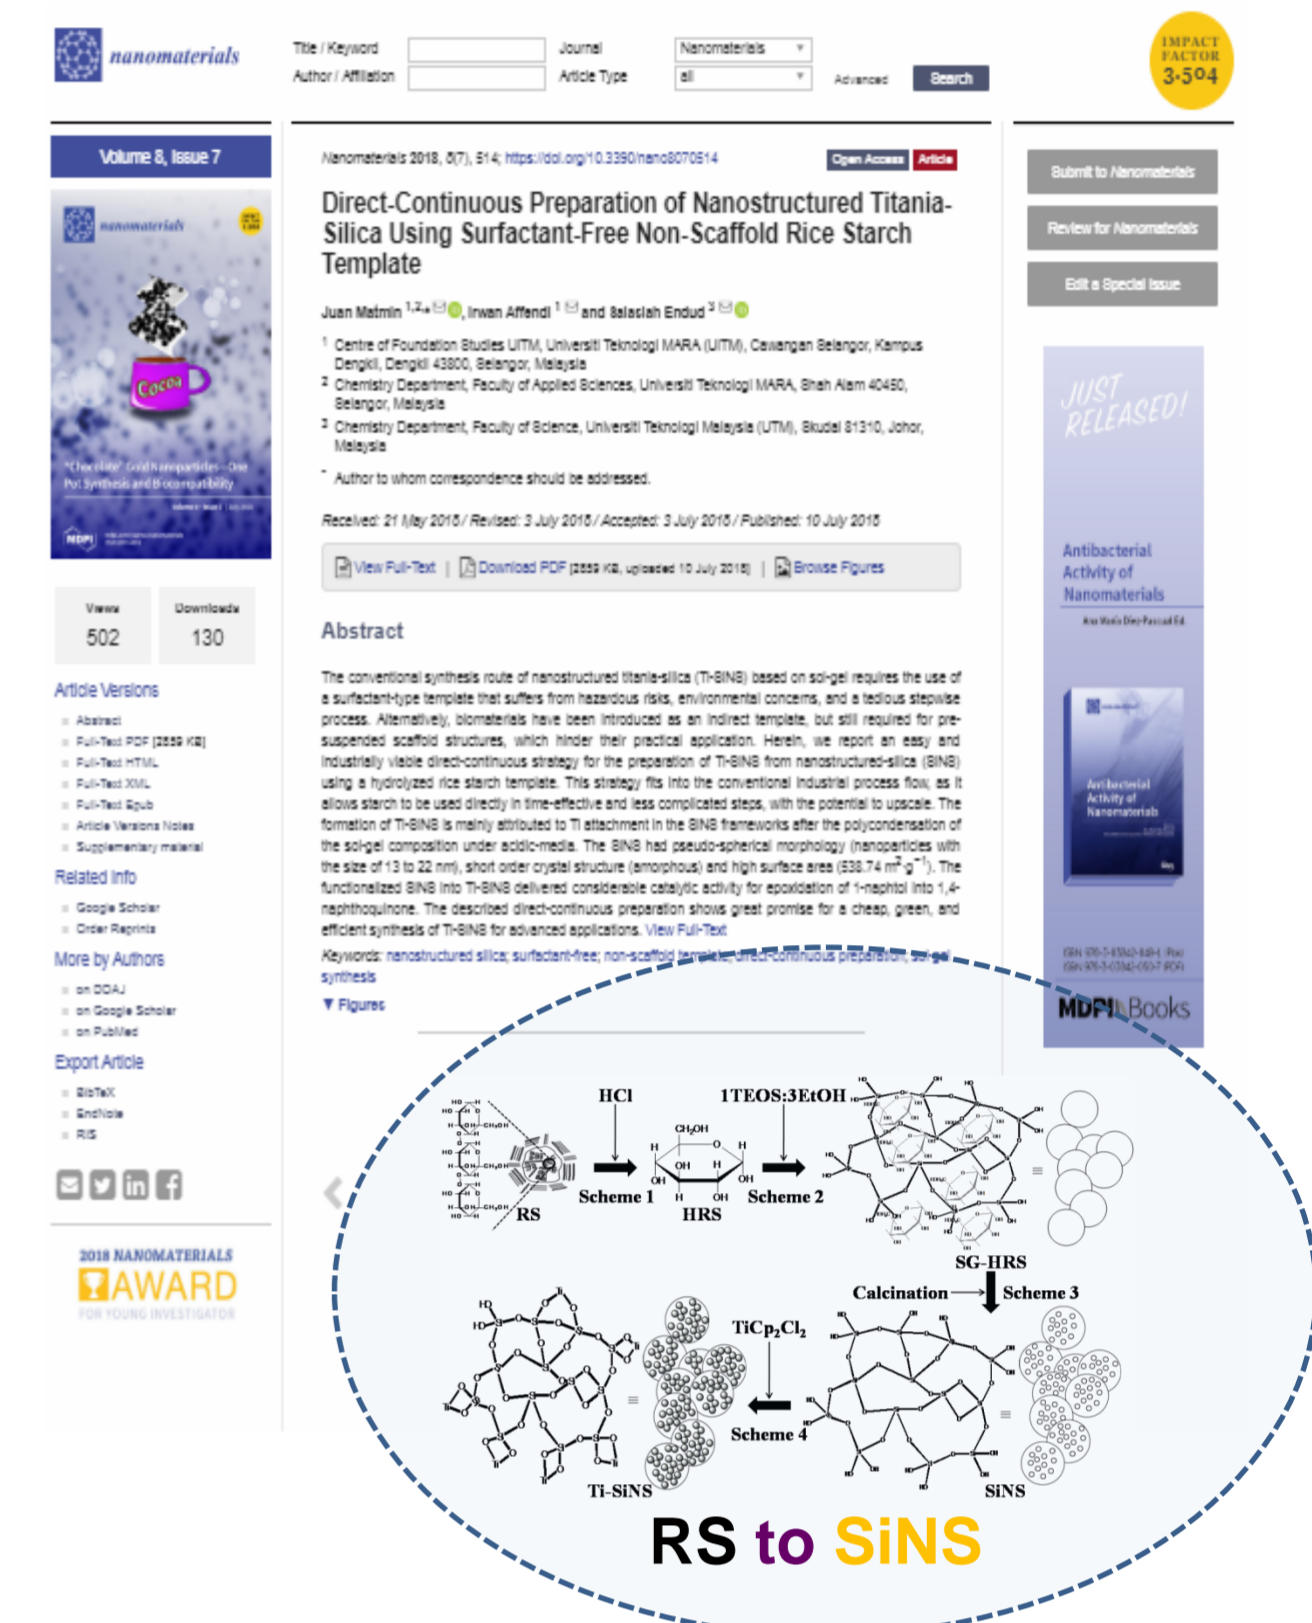 nanomaterials
Title / Keyword
Journal
Nanomaterials
Author / Affiliation
Article Type
all
Advanced
Search
IMPACT
FACTOR
3.504
Volume 8, Issue 7
nanomaterials
Cocoa
"Chocolate" Gold Nanoparticles—One
Pot Synthesis and Biocompatibility
MDPI
Views
502
Downloads
130
Article Versions
Abstract
Full-Text PDF [2889 KB]
Full-Text HTML
Full-Text XML
Full-Text Epub
Article Versions Notes
Supplementary material
Related Info
Google Scholar
Order Reprints
More by Authors
on DOAJ
on Google Scholar
on PubMed
Export Article
BibTeX
EndNote
RIS
2018 NANOMATERIALS
AWARD
FOR YOUNG INVESTIGATOR
Nanomaterials 2018, 8(7), 514; https://doi.org/10.3390/nano8070514
Open Access Article
Direct-Continuous Preparation of Nanostructured Titania-
Silica Using Surfactant-Free Non-Scaffold Rice Starch
Template
Juan Matmin 1,2,*, Irwan Affendi 1 and Salasiah Endud 3
1 Centre of Foundation Studies UiTM, Universiti Teknologi MARA (UiTM), Cawangan Selangor, Kampus
Dengkil, Dengkil 43800, Selangor, Malaysia
2 Chemistry Department, Faculty of Applied Sciences, Universiti Teknologi MARA, Shah Alam 40450,
Selangor, Malaysia
3 Chemistry Department, Faculty of Science, Universiti Teknologi Malaysia (UTM), Skudai 81310, Johor,
Malaysia
* Author to whom correspondence should be addressed.
Received: 21 May 2018 / Revised: 3 July 2018 / Accepted: 3 July 2018 / Published: 10 July 2018
View Full-Text | Download PDF [2889 KB, uploaded 10 July 2018] | Browse Figures
Abstract
The conventional synthesis route of nanostructured titania-silica (Ti-SiNS) based on sol-gel requires the use of
a surfactant-type template that suffers from hazardous risks, environmental concerns, and a tedious stepwise
process. Alternatively, biomaterials have been introduced as an indirect template, but still required for pre-
suspended scaffold structures, which hinder their practical application. Herein, we report an easy and
industrially viable direct-continuous strategy for the preparation of Ti-SiNS from nanostructured-silica (SiNS)
using a hydrolyzed rice starch template. This strategy fits into the conventional industrial process flow, as it
allows starch to be used directly in time-effective and less complicated steps, with the potential to upscale. The
formation of Ti-SiNS is mainly attributed to Ti attachment in the SiNS frameworks after the polycondensation of
the sol-gel composition under acidic-media. The SiNS had pseudo-spherical morphology (nanoparticles with
the size of 13 to 22 nm), short order crystal structure (amorphous) and high surface area (538.74 m2·g−1). The
functionalized SiNS into Ti-SiNS delivered considerable catalytic activity for epoxidation of 1-naphtol into 1,4-
naphthoquinone. The described direct-continuous preparation shows great promise for a cheap, green, and
efficient synthesis of Ti-SiNS for advanced applications. View Full-Text
Keywords: nanostructured silica; surfactant-free; non-scaffold template; direct-continuous preparation; sol-gel
synthesis
▼ Figures
Submit to Nanomaterials
Review for Nanomaterials
Edit a Special Issue
JUST
RELEASED!
Antibacterial
Activity of
Nanomaterials
Ana María Díez-Pascual Ed.
Antibacterial
Activity of
Nanomaterials
MDPI Books
HCl
1TEOS:3EtOH
CH2OH
H
OH
Scheme 1
Scheme 2
RS
HRS
SG-HRS
Calcination
Scheme 3
TiCp2Cl2
Scheme 4
Ti-SiNS
SiNS
RS to SiNS